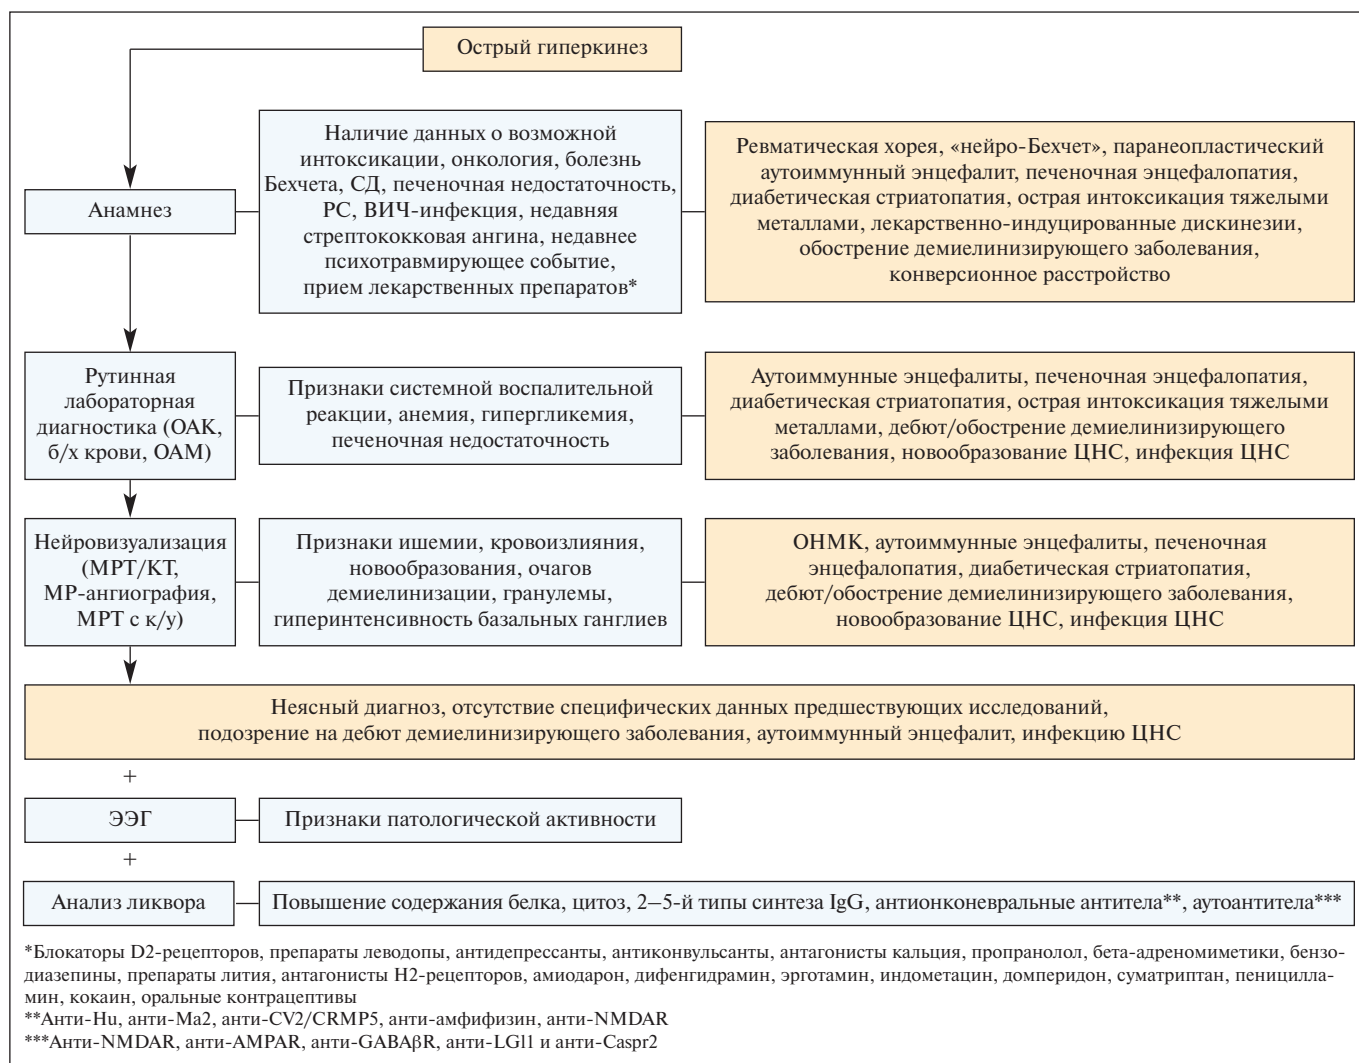 Острый гиперкинез
Анамнез
Наличие данных о возможной
интоксикации, онкология, болезнь
Бехчета, СД, печеночная недостаточность,
РС, ВИЧ-инфекция, недавняя
стрептококковая ангина, недавнее
психотравмирующее событие,
прием лекарственных препаратов*
Ревматическая хорея, «нейро-Бехчет», паранеопластический
аутоиммунный энцефалит, печеночная энцефалопатия,
диабетическая стриатопатия, острая интоксикация тяжелыми
металлами, лекарственно-индуцированные дискинезии,
обострение демиелинизирующего заболевания,
конверсионное расстройство
Рутинная
лабораторная
диагностика (ОАК,
б/х крови, ОАМ)
Признаки системной воспалительной
реакции, анемия, гипергликемия,
печеночная недостаточность
Аутоиммунные энцефалиты, печеночная энцефалопатия,
диабетическая стриатопатия, острая интоксикация тяжелыми
металлами, дебют/обострение демиелинизирующего
заболевания, новообразование ЦНС, инфекция ЦНС
Нейровизуализация
(МРТ/КТ,
МР-ангиография,
МРТ с к/у)
Признаки ишемии, кровоизлияния,
новообразования, очагов
демиелинизации, гранулемы,
гиперинтенсивность базальных ганглиев
ОНМК, аутоиммунные энцефалиты, печеночная
энцефалопатия, диабетическая стриатопатия,
дебют/обострение демиелинизирующего заболевания,
новообразование ЦНС, инфекция ЦНС
Неясный диагноз, отсутствие специфических данных предшествующих исследований,
подозрение на дебют демиелинизирующего заболевания, аутоиммунный энцефалит, инфекцию ЦНС
+
ЭЭГ
Признаки патологической активности
+
Анализ ликвора
Повышение содержания белка, цитоз, 2–5-й типы синтеза IgG, антионконевральные антитела**, аутоантитела***
*Блокаторы D2-рецепторов, препараты леводопы, антидепрессанты, антиконвульсанты, антагонисты кальция, пропранолол, бета-адреномиметики, бензо-
диазепины, препараты лития, антагонисты H2-рецепторов, амиодарон, дифенгидрамин, эрготамин, индометацин, домперидон, суматриптан, пеницилла-
мин, кокаин, оральные контрацептивы
**Анти-Hu, анти-Ma2, анти-CV2/CRMP5, анти-амфифизин, анти-NMDAR
***Анти-NMDAR, анти-AMPAR, анти-GABAβR, анти-LGl1 и анти-Caspr2